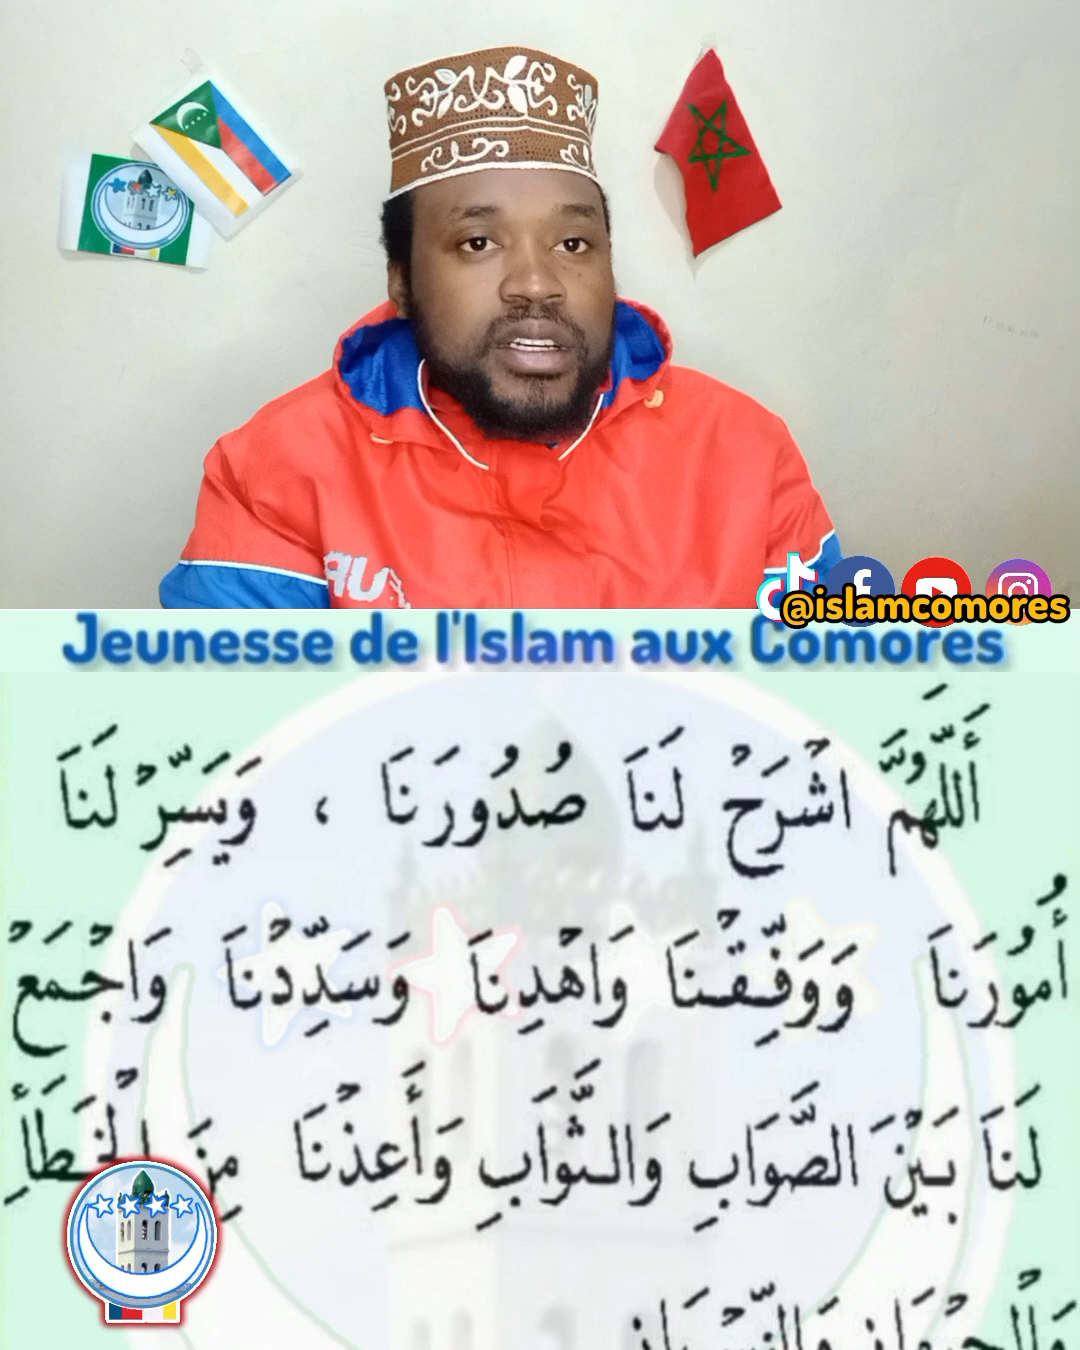 @islamcomores
Jeunesse de l'Islam aux Comores
أَللَّهُمَّ اشْرَحْ لَنَا صُدُورَنَا ، وَيَسِّرْ لَنَا
أُمُورَنَا وَوَفِّقْنَا وَاهْدِنَا وَسَدِّدْنَا وَاجْمَعْ
لَنَا بَيْنَ الصَّوَابِ وَالثَّوَابِ وَأَعِذْنَا مِنَ الْخَطَأِ